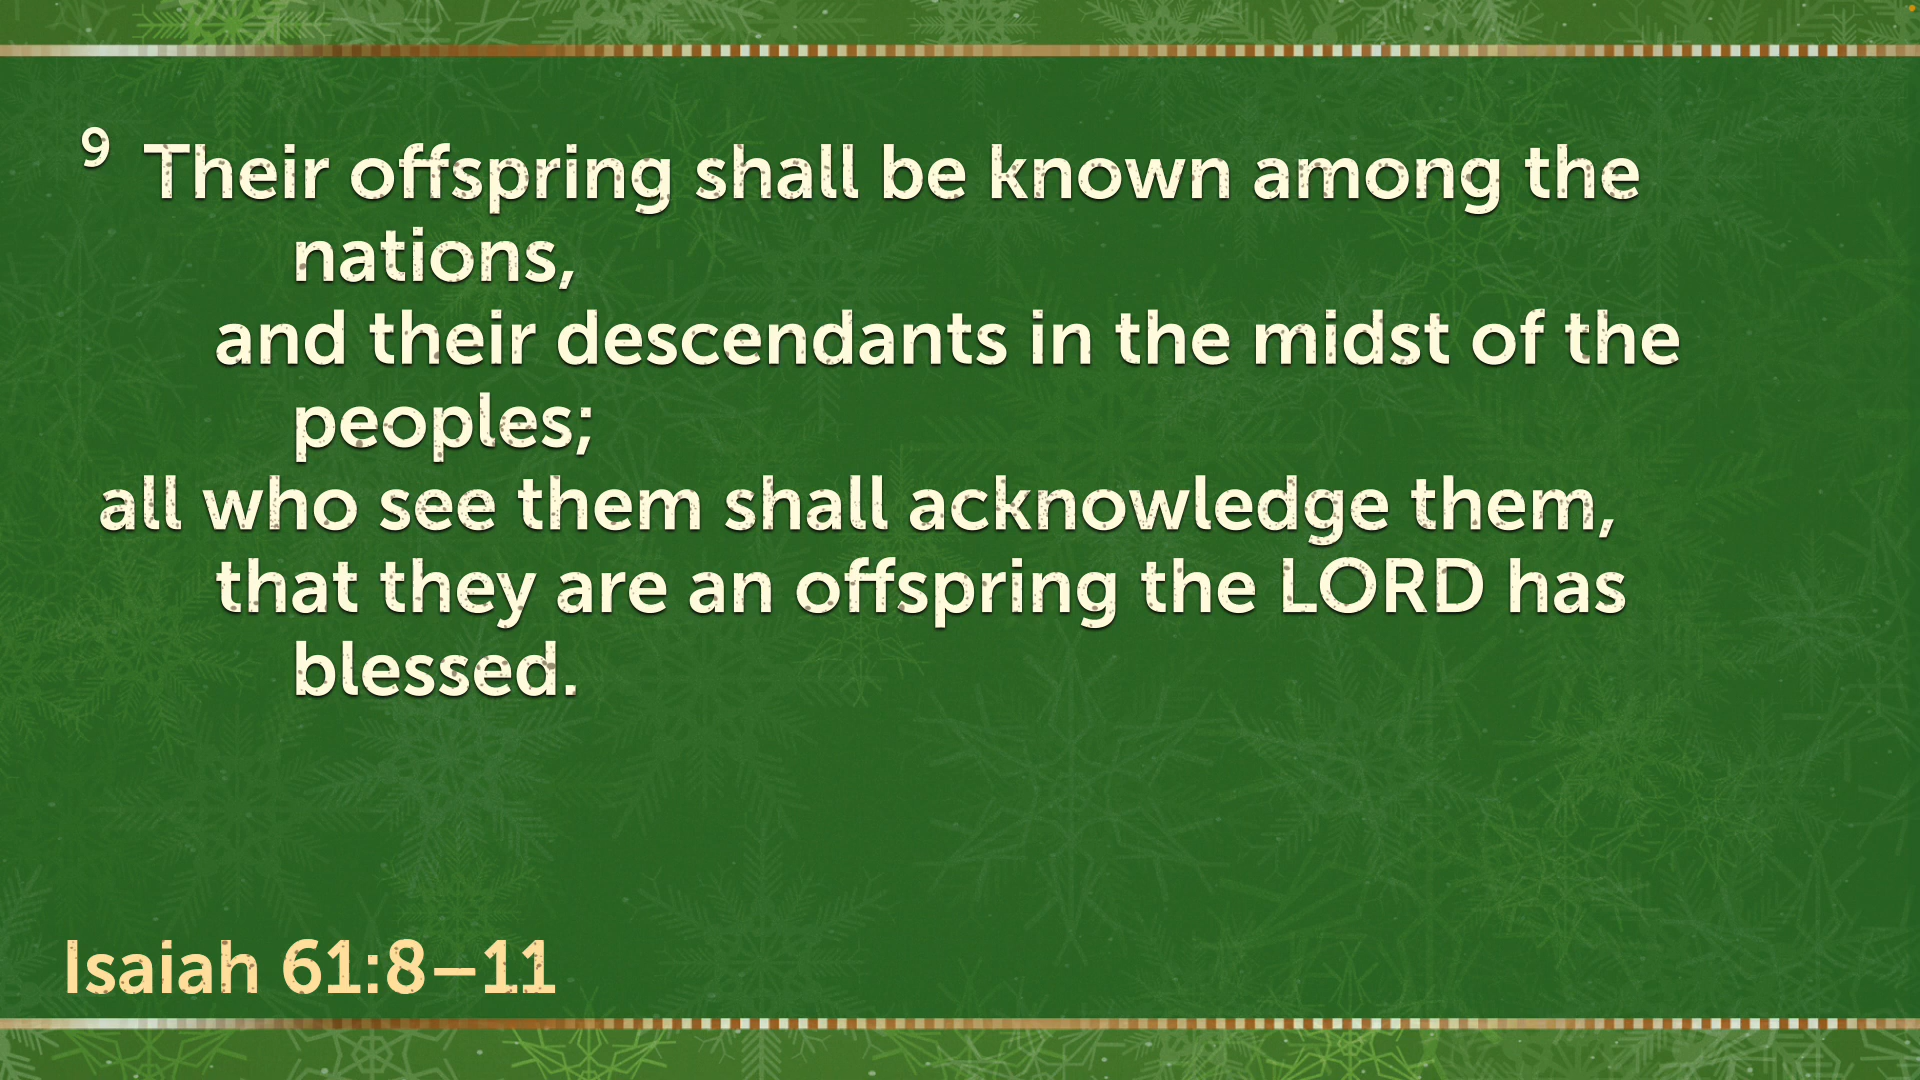 9 Their offspring shall be known among the
nations,
and their descendants in the midst of the
peoples;
all who see them shall acknowledge them,
that they are an offspring the LORD has
blessed.
Isaiah 61:8–11